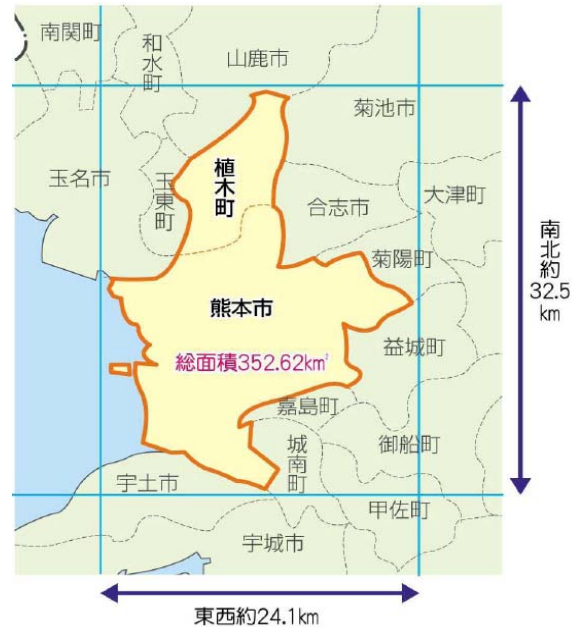 南関町
和水町
山鹿市
菊池市
玉名市
玉東町
植木町
合志市
大津町
菊陽町
熊本市
益城町
総面積352.62km²
嘉島町
城南町
御船町
宇土市
甲佐町
宇城市
南北約
32.5
km
東西約24.1km